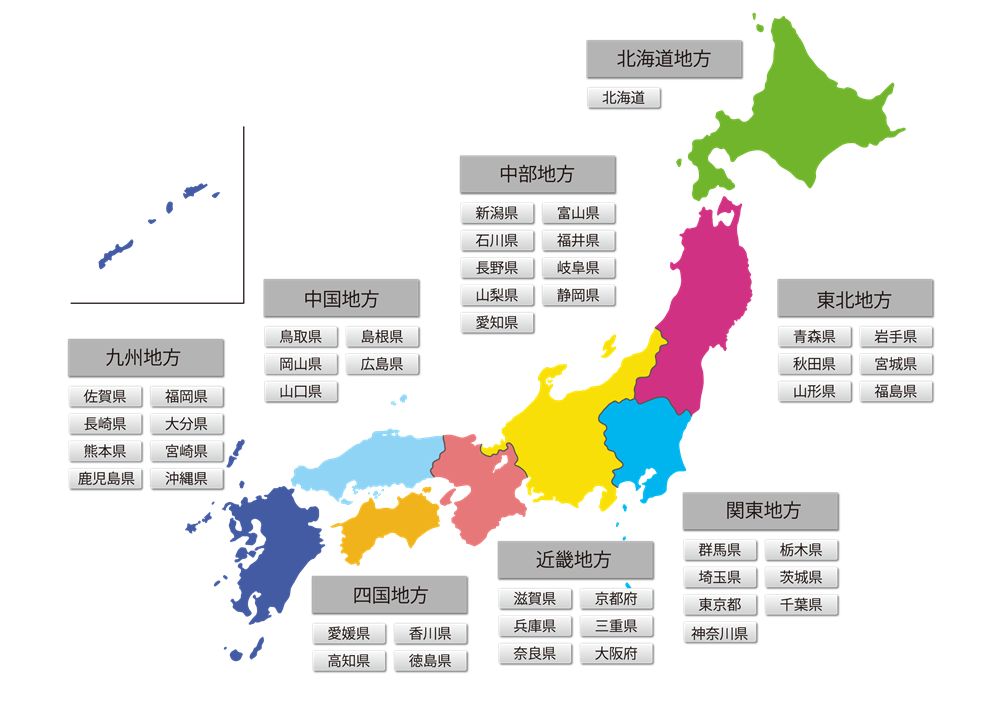 北海道地方
北海道
中部地方
新潟県 富山県
石川県 福井県
長野県 岐阜県
山梨県 静岡県
愛知県
中国地方
鳥取県 島根県
岡山県 広島県
山口県
東北地方
青森県 岩手県
秋田県 宮城県
山形県 福島県
九州地方
佐賀県 福岡県
長崎県 大分県
熊本県 宮崎県
鹿児島県 沖縄県
関東地方
群馬県 栃木県
埼玉県 茨城県
東京都 千葉県
神奈川県
近畿地方
滋賀県 京都府
兵庫県 三重県
奈良県 大阪府
四国地方
愛媛県 香川県
高知県 徳島県